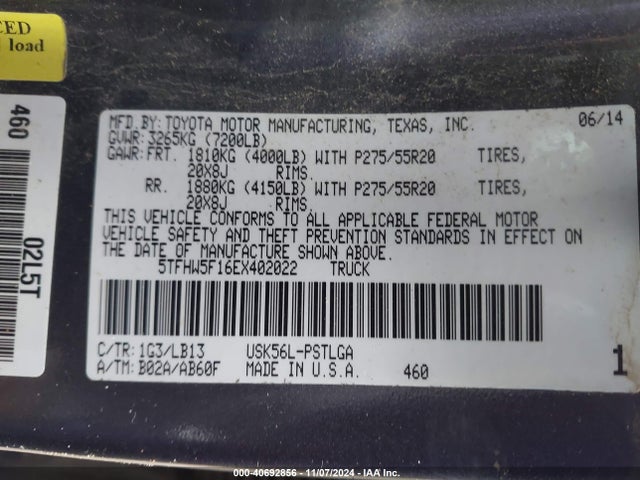 CED
load
460
02L5T
MFD.BY: TOYOTA MOTOR MANUFACTURING, TEXAS, INC. 06/14
GVWR: 3265KG (7200LB)
GAWR: FRT. 1810KG (4000LB) WITH P275/55R20 TIRES,
20X8J RIMS.
RR. 1880KG (4150LB) WITH P275/55R20 TIRES,
20X8J RIMS.
THIS VEHICLE CONFORMS TO ALL APPLICABLE FEDERAL MOTOR
VEHICLE SAFETY AND THEFT PREVENTION STANDARDS IN EFFECT ON
THE DATE OF MANUFACTURE SHOWN ABOVE.
5TFHW5F16EX402022 TRUCK
C/TR: 1G3/LB13 USK56L-PSTLGA
A/TM: B02A/AB60F MADE IN U.S.A. 460
1
000-40692856 - 11/07/2024 - IAA Inc.